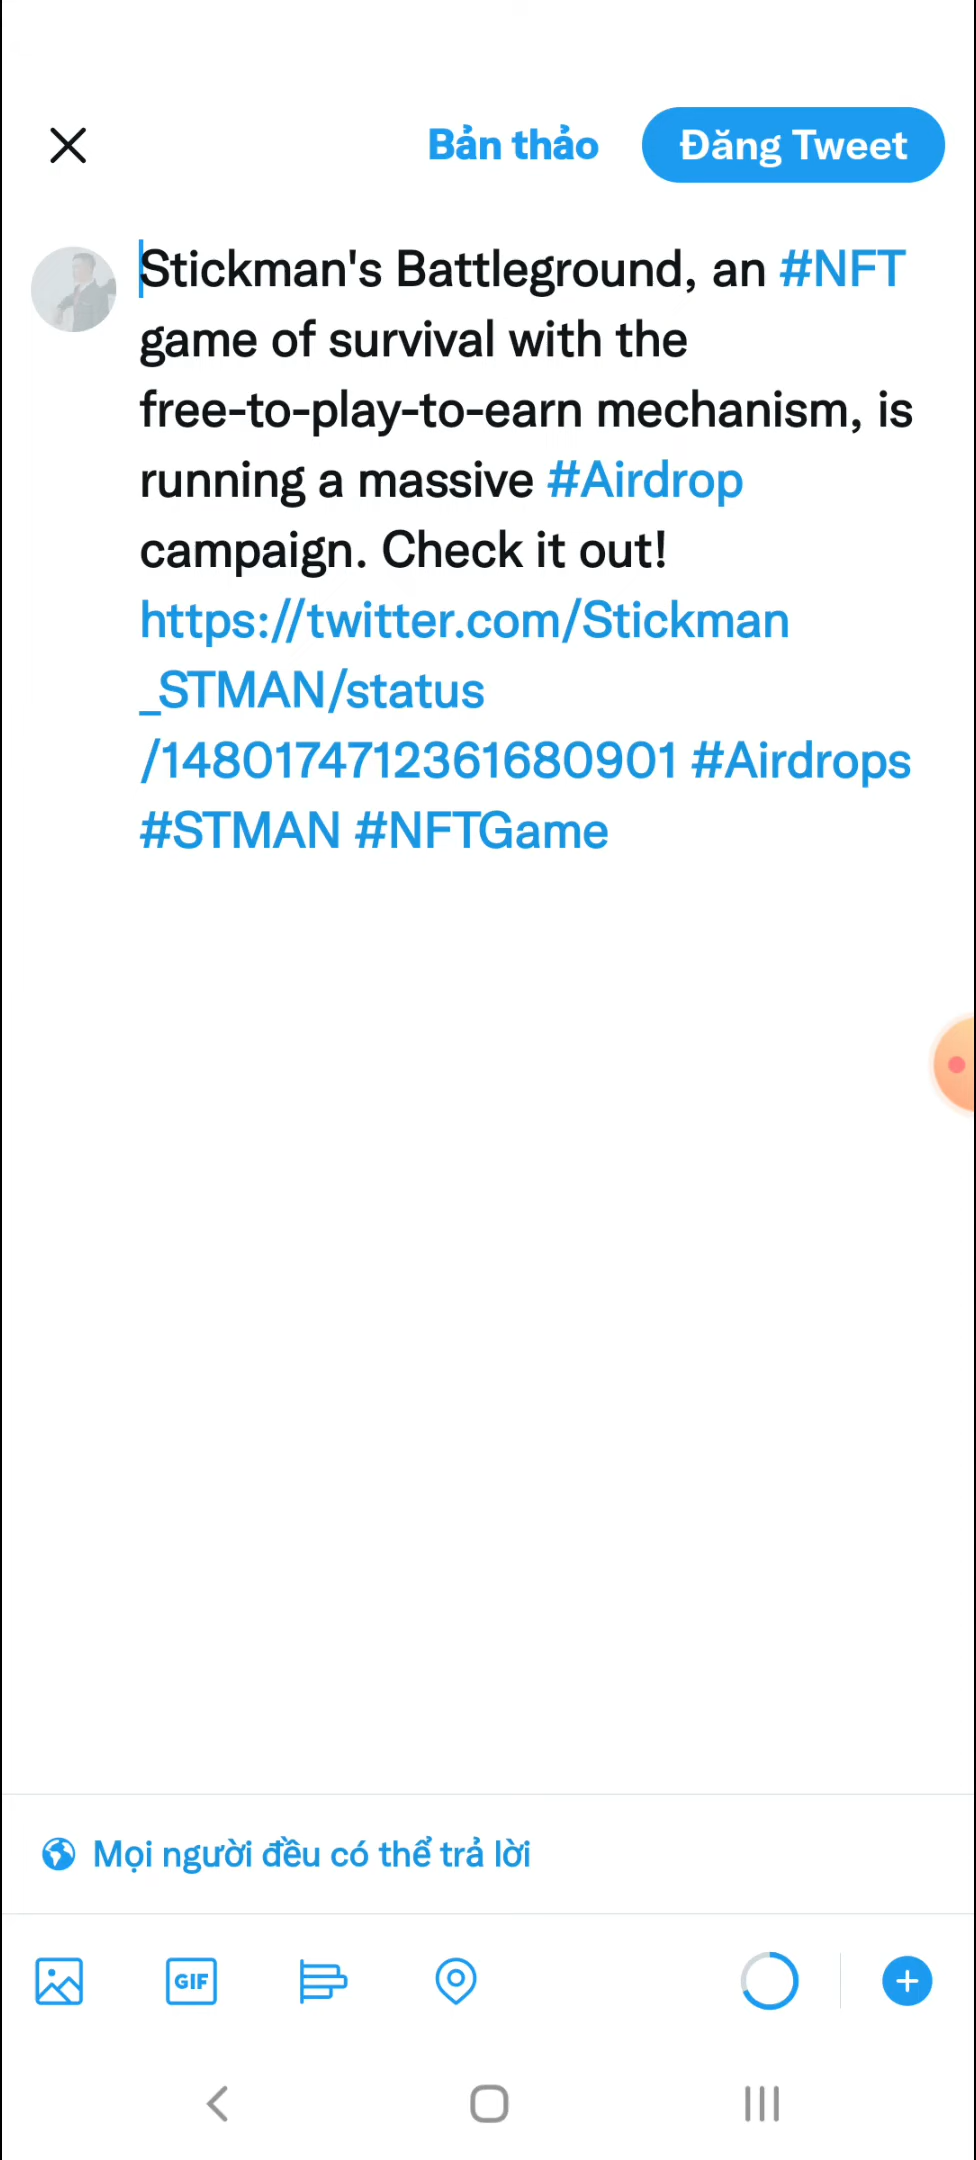 Bản thảo
Đăng Tweet
Stickman's Battleground, an #NFT
game of survival with the
free-to-play-to-earn mechanism, is
running a massive #Airdrop
campaign. Check it out!
https://twitter.com/Stickman
_STMAN/status
/1480174712361680901 #Airdrops
#STMAN #NFTGame
Mọi người đều có thể trả lời
GIF